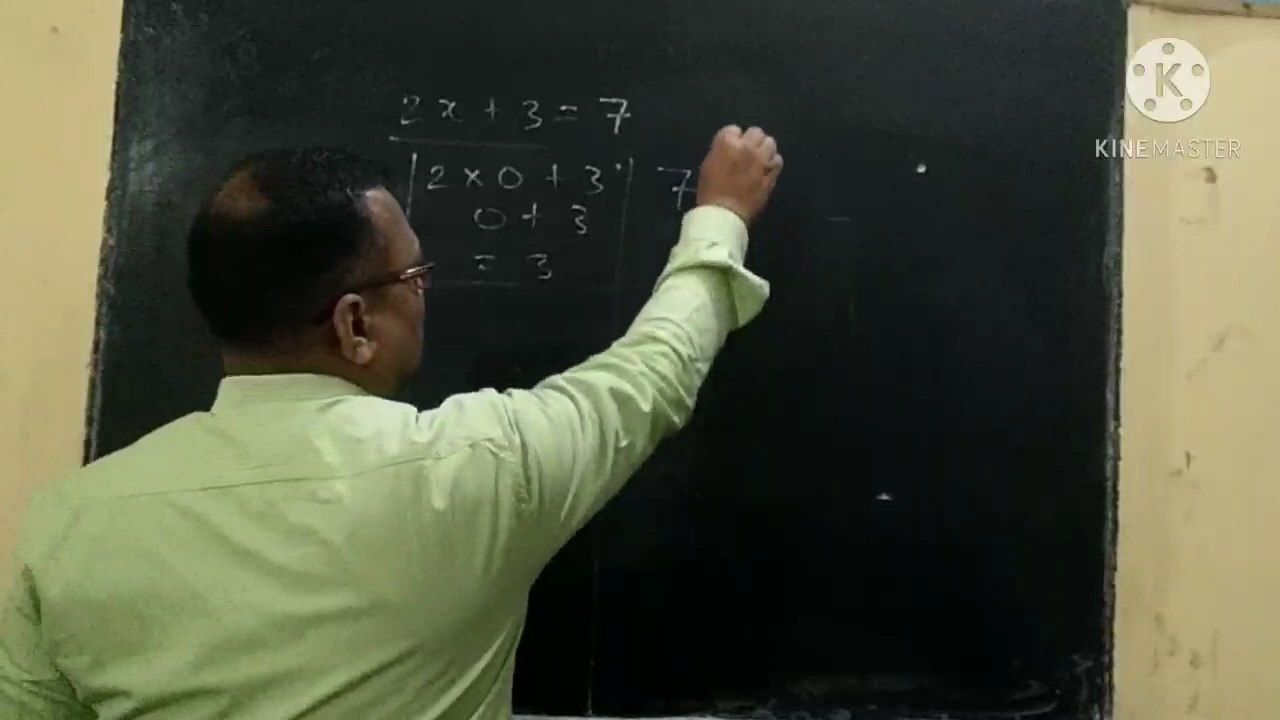 2x + 3 = 7
2 × 0 + 3 7
0 + 3
= 3
K
KINEMASTER